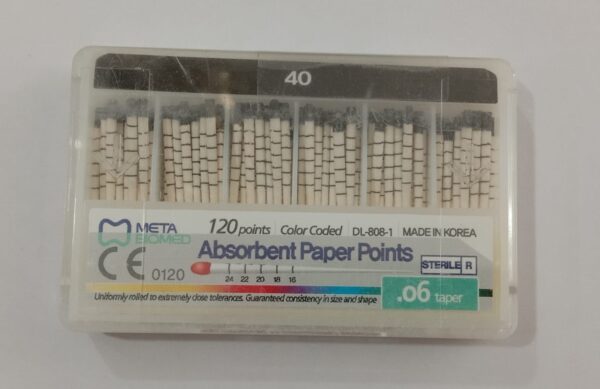 40
META
BIOMED
120 points Color Coded DL-808-1 MADE IN KOREA
Absorbent Paper Points
CE 0120
24 22 20 18 16
STERILE R
Uniformly rolled to extremely close tolerances. Guaranteed consistency in size and shape
.06 taper